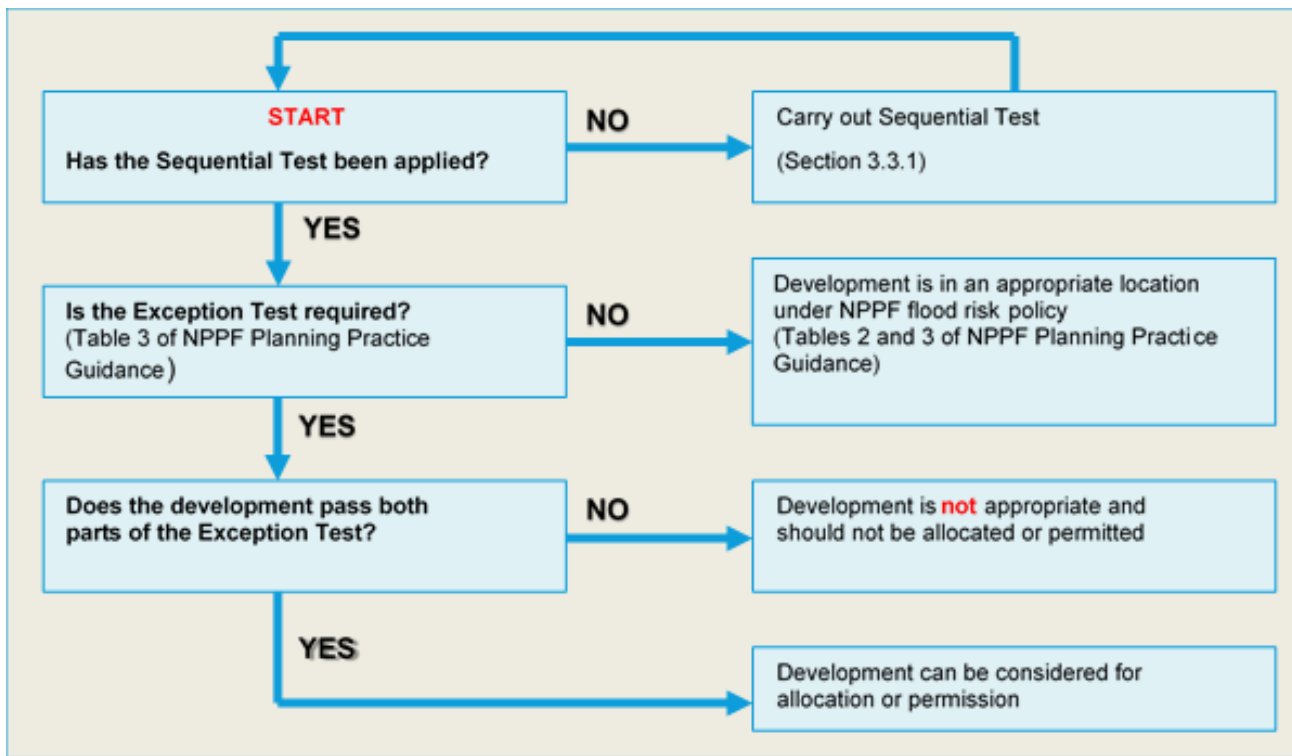 START
Has the Sequential Test been applied?
NO
Carry out Sequential Test
(Section 3.3.1)
YES
Is the Exception Test required?
(Table 3 of NPPF Planning Practice
Guidance)
NO
Development is in an appropriate location
under NPPF flood risk policy
(Tables 2 and 3 of NPPF Planning Practice
Guidance)
YES
Does the development pass both
parts of the Exception Test?
NO
Development is not appropriate and
should not be allocated or permitted
YES
Development can be considered for
allocation or permission